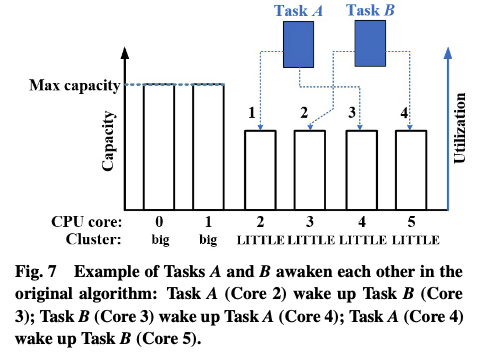 Task A Task B
Max capacity
1 2 3 4
Capacity
Utilization
CPU core: 0 1 2 3 4 5
Cluster: big big LITTLE LITTLE LITTLE LITTLE
Fig. 7 Example of Tasks A and B awaken each other in the
original algorithm: Task A (Core 2) wake up Task B (Core
3); Task B (Core 3) wake up Task A (Core 4); Task A (Core 4)
wake up Task B (Core 5).